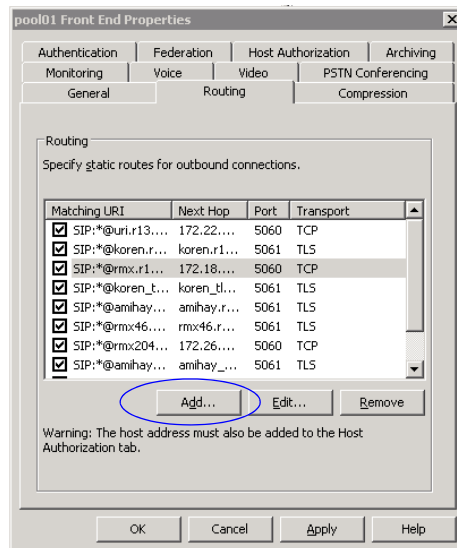 pool01 Front End Properties
Authentication Federation Host Authorization Archiving
Monitoring Voice Video PSTN Conferencing
General Routing Compression
Routing
Specify static routes for outbound connections.
Matching URI Next Hop Port Transport
SIP:*@uri.r13.... 172.22.... 5060 TCP
SIP:*@koren.r... koren.r1... 5061 TLS
SIP:*@rmx.r1... 172.18.... 5060 TCP
SIP:*@koren_t... koren_tl... 5061 TLS
SIP:*@amihay... amihay.r... 5061 TLS
SIP:*@rmx46.... rmx46.r... 5061 TLS
SIP:*@rmx204... 172.26.... 5060 TCP
SIP:*@amihay... amihay_... 5061 TLS
Add... Edit... Remove
Warning: The host address must also be added to the Host
Authorization tab.
OK Cancel Apply Help